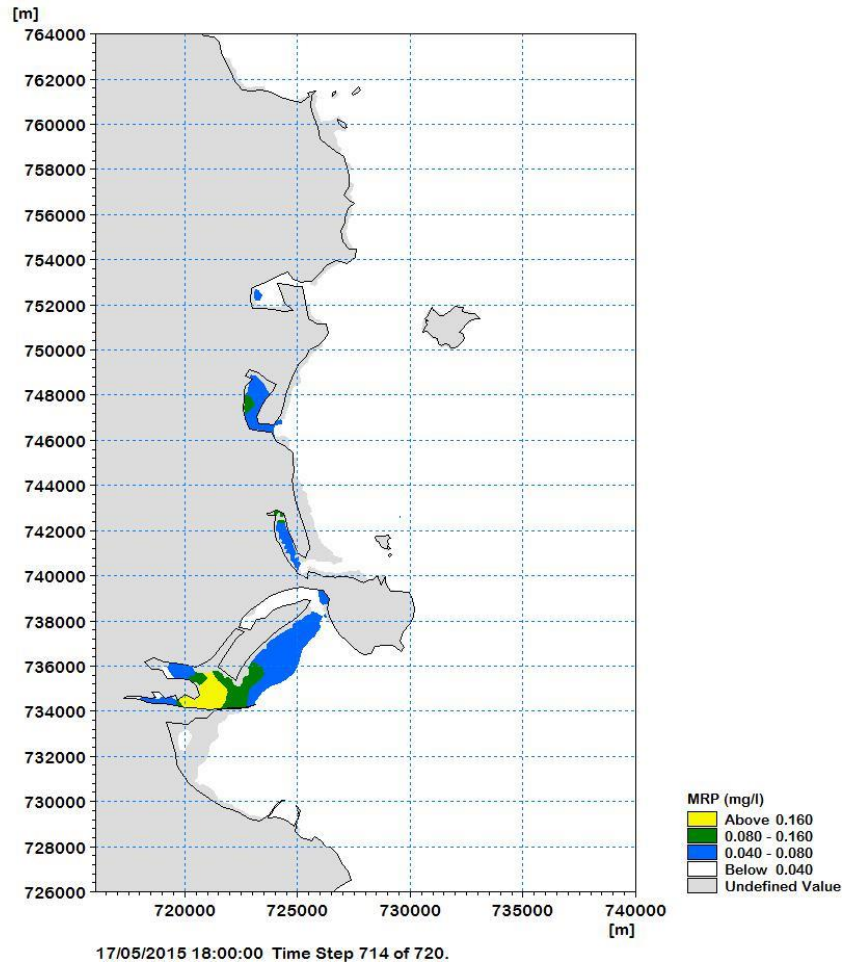 [m]
764000
762000
760000
758000
756000
754000
752000
750000
748000
746000
744000
742000
740000
738000
736000
734000
732000
730000
728000
726000
720000 725000 730000 735000 740000
[m]
MRP (mg/l)
Above 0.160
0.080 - 0.160
0.040 - 0.080
Below 0.040
Undefined Value
17/05/2015 18:00:00 Time Step 714 of 720.